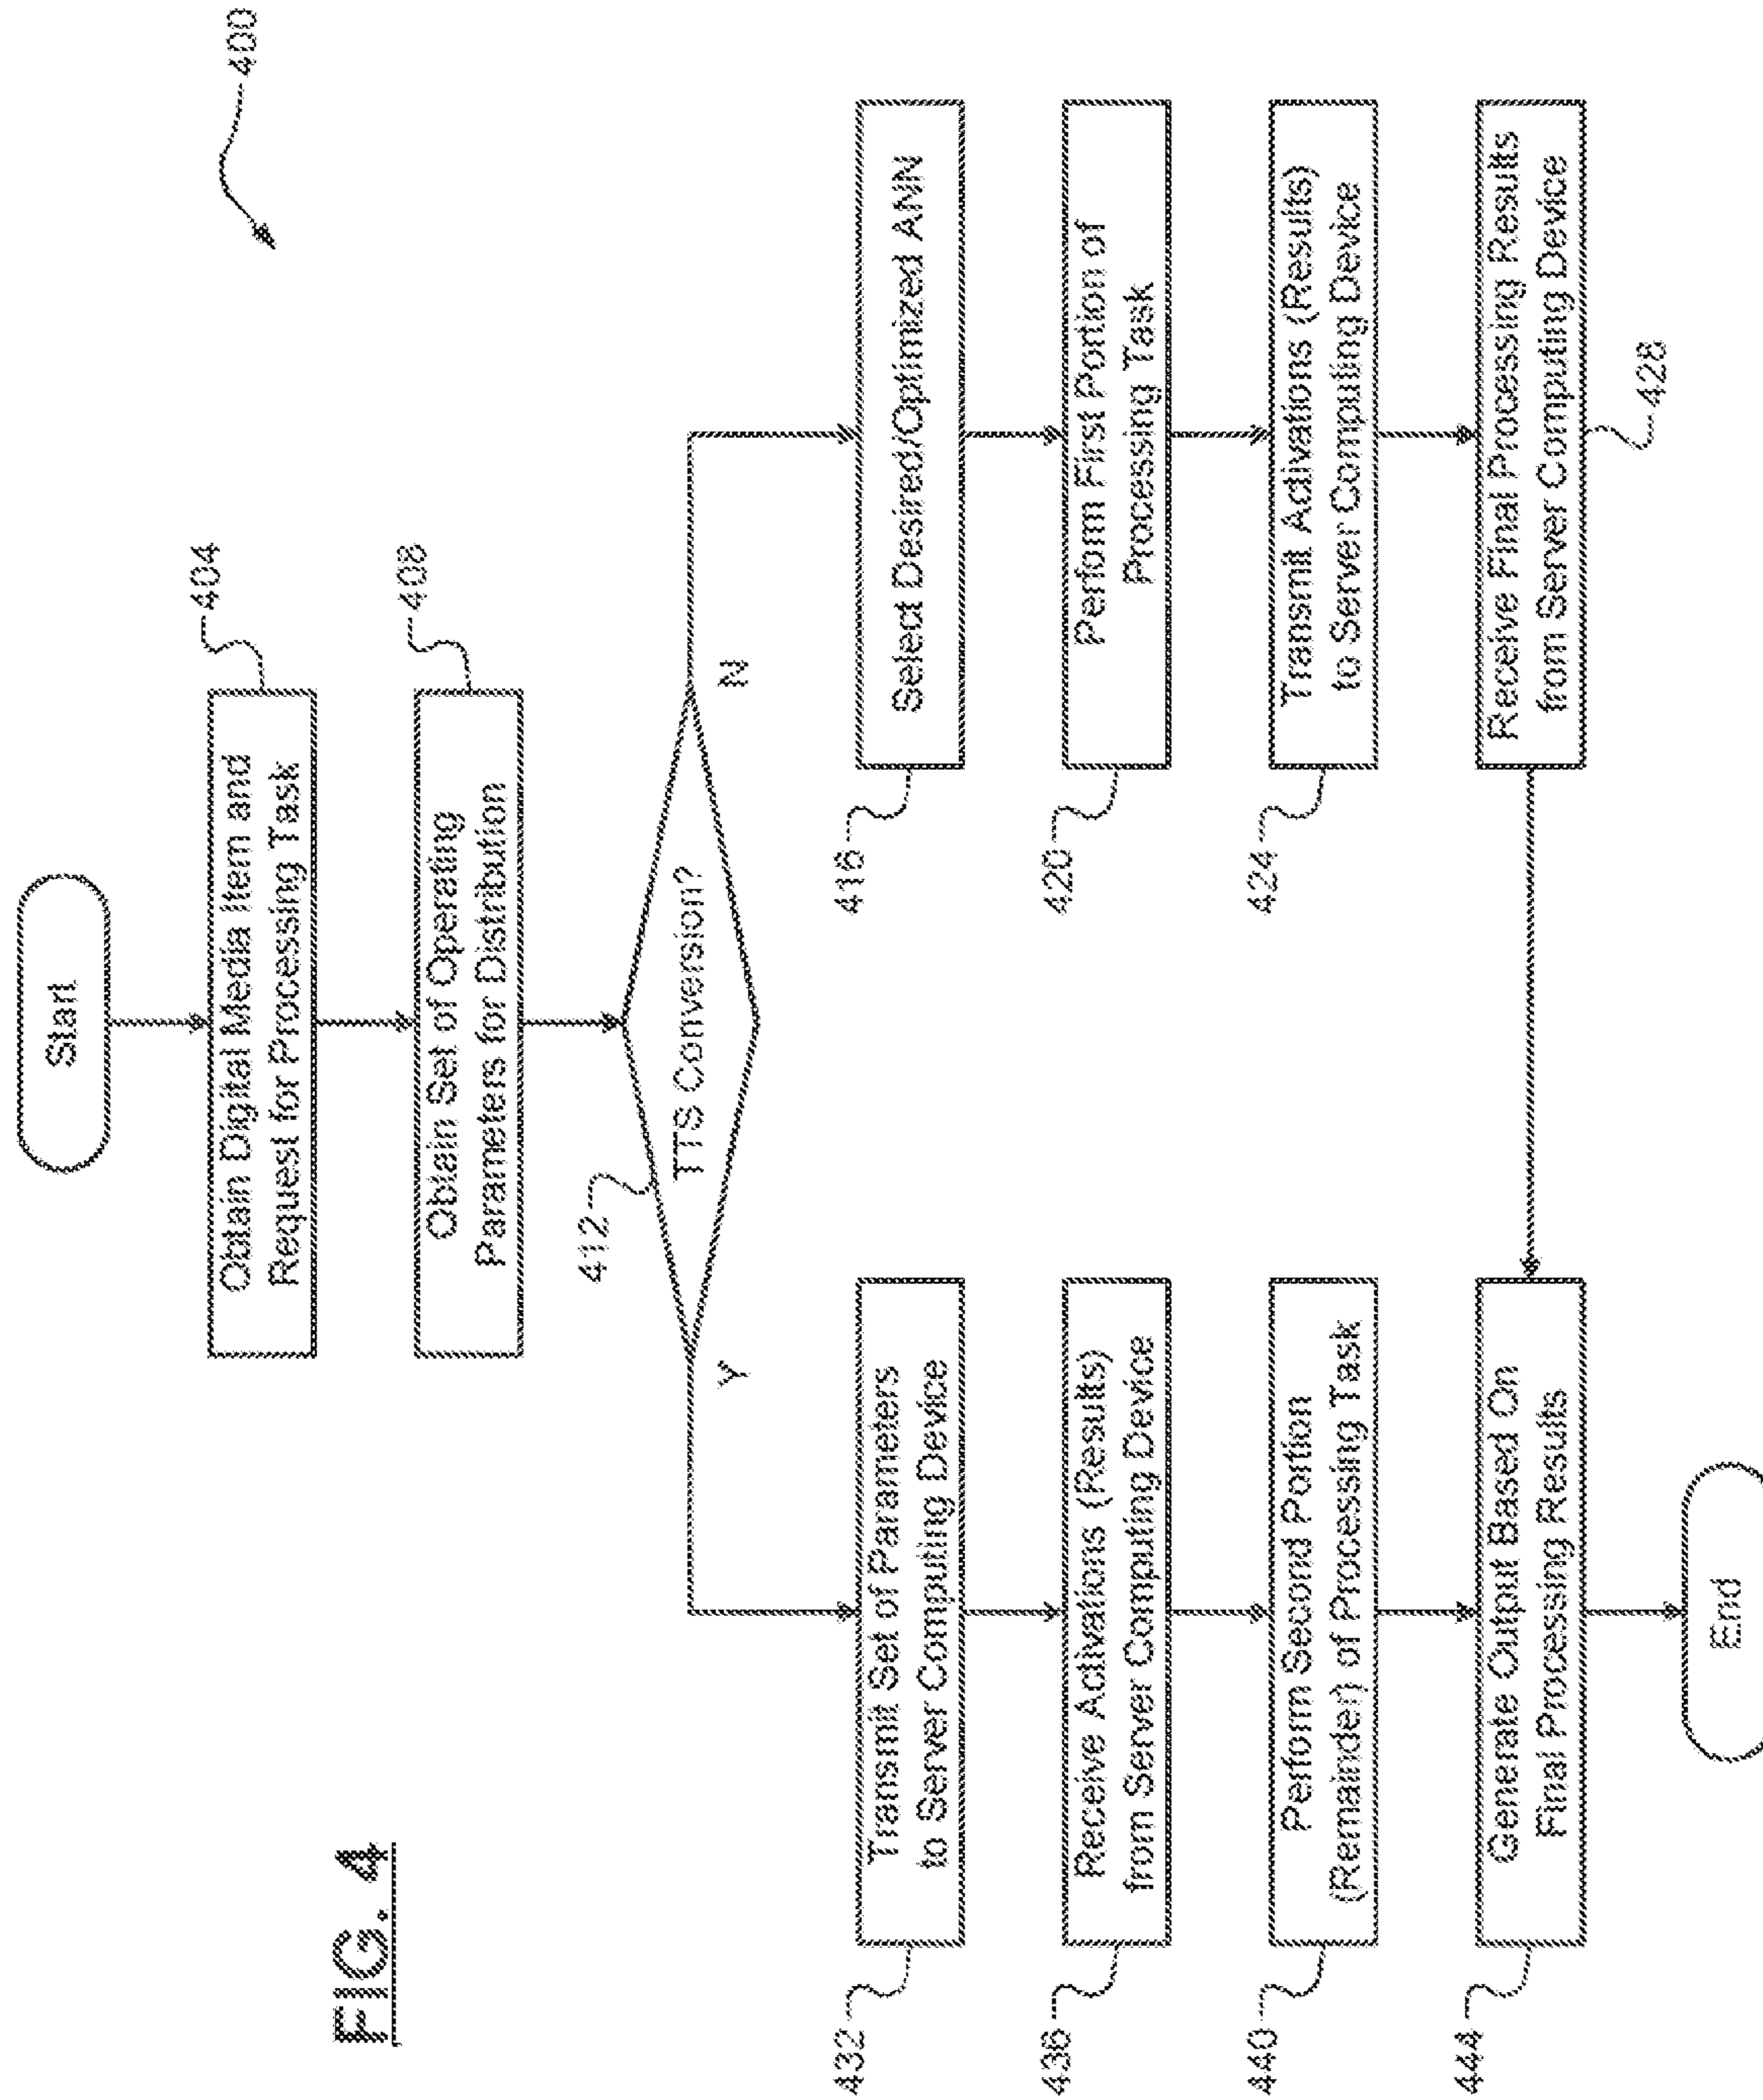 FIG. 4
400
Start
Obtain Digital Media Item and
Request for Processing Task
404
Obtain Set of Operating
Parameters for Distribution
408
TTS Conversion?
412
Y
N
Transmit Set of Parameters
to Server Computing Device
432
Receive Activations (Results)
from Server Computing Device
436
Perform Second Portion
(Remainder) of Processing Task
440
Generate Output Based On
Final Processing Results
444
Select Desired/Optimized ANN
416
Perform First Portion of
Processing Task
420
Transmit Activations (Results)
to Server Computing Device
424
Receive Final Processing Results
from Server Computing Device
428
End